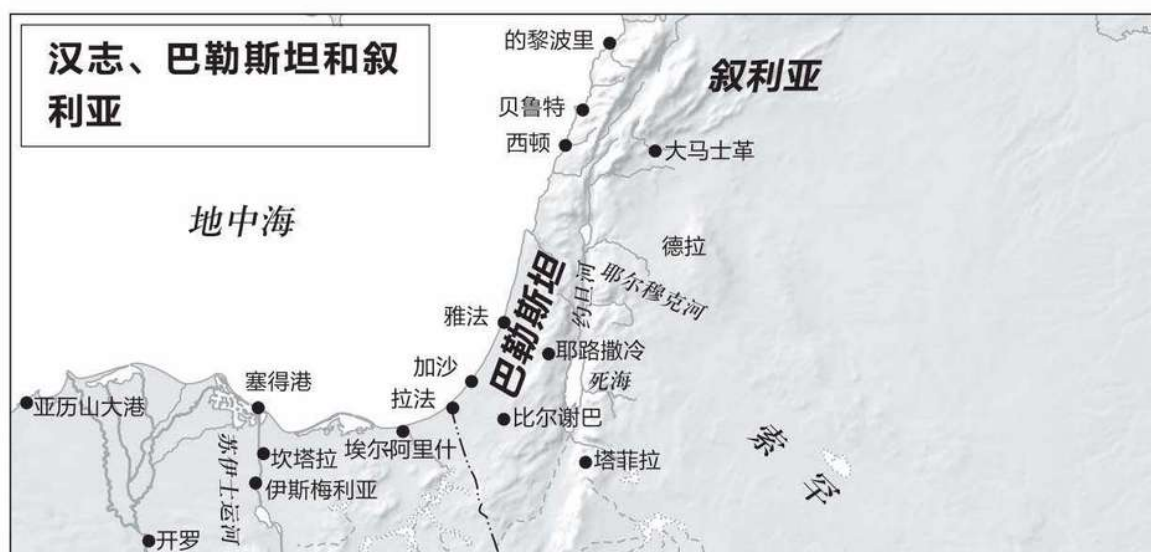 汉志、巴勒斯坦和叙
利亚
的黎波里
叙利亚
贝鲁特
西顿
大马士革
地中海
德拉
耶尔穆克河
约旦河
巴勒斯坦
雅法
耶路撒冷
加沙
死海
塞得港
拉法
亚历山大港
比尔谢巴
埃尔阿里什
苏伊士运河
坎塔拉
塔菲拉
索罕
伊斯梅利亚
开罗